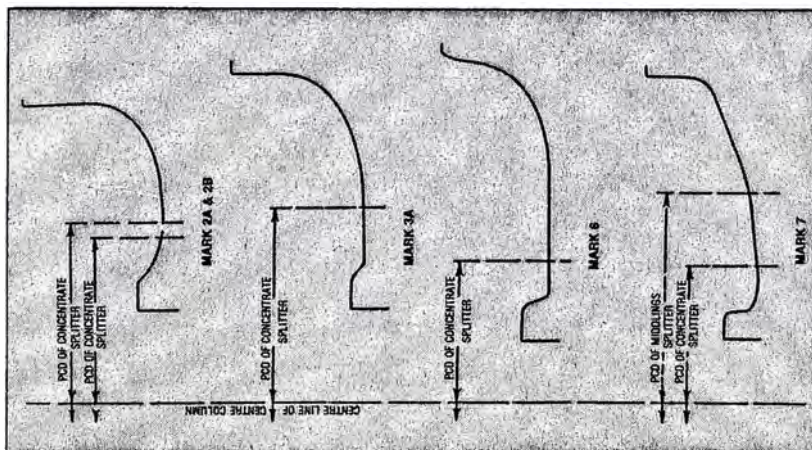 PCD OF CONCENTRATE
SPLITTER
PCD OF CONCENTRATE
SPLITTER
MARK 2A & 2B
CENTRE LINE OF
CENTRE COLUMN
PCD OF CONCENTRATE
SPLITTER
MARK 3A
PCD OF CONCENTRATE
SPLITTER
MARK 6
PCD OF MIDDLINGS
SPLITTER
PCD OF CONCENTRATE
SPLITTER
MARK 7